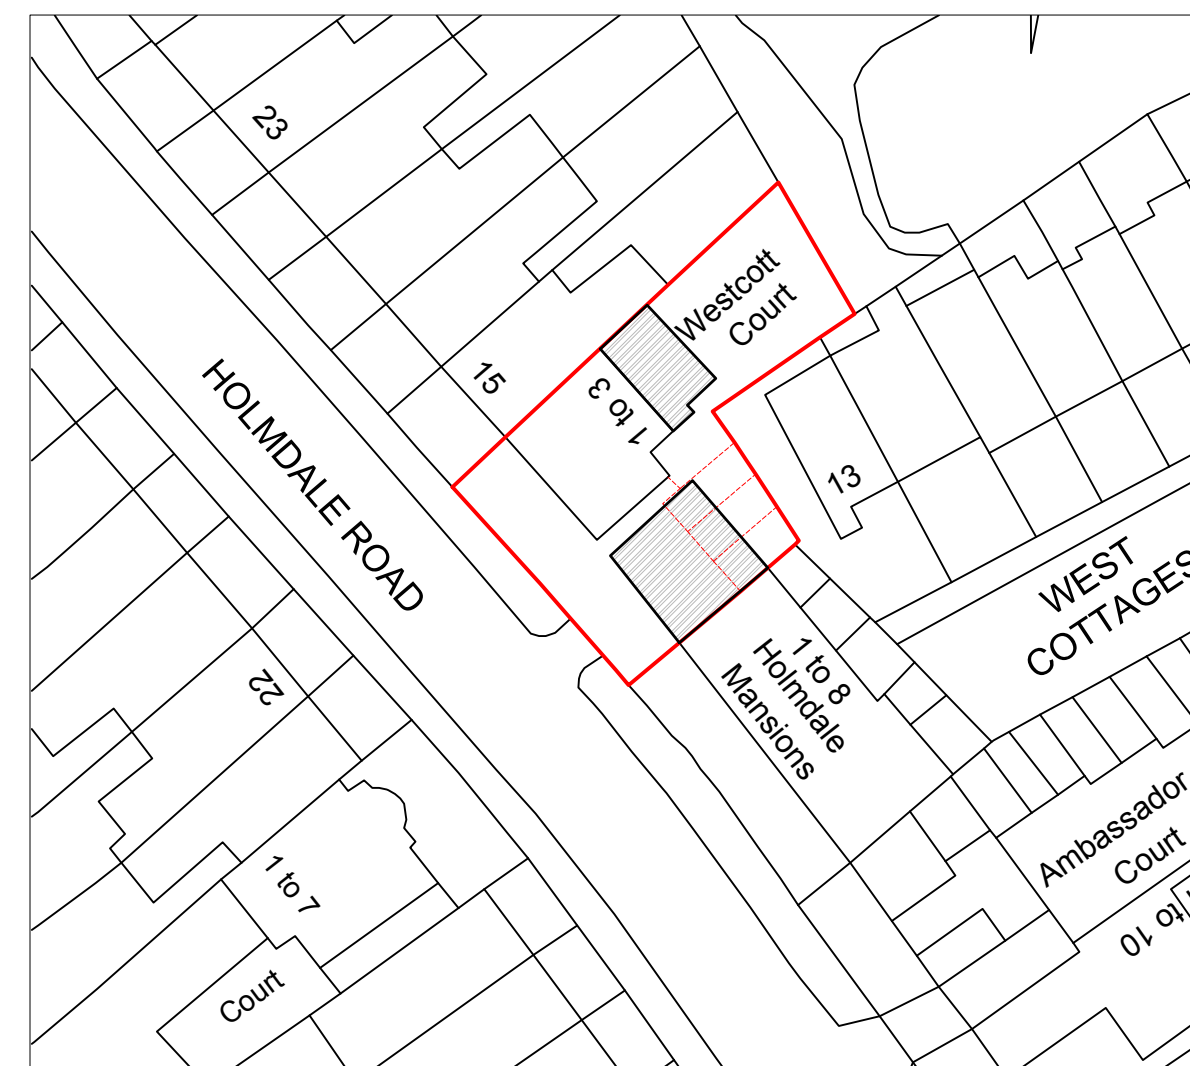 23
Westcott
Court
15
1 to 3
HOLMDALE ROAD
13
WEST
COTTAGES
1 to 8
Holmdale
Mansions
22
Ambassador
Court
1 to 7
Court
to 10